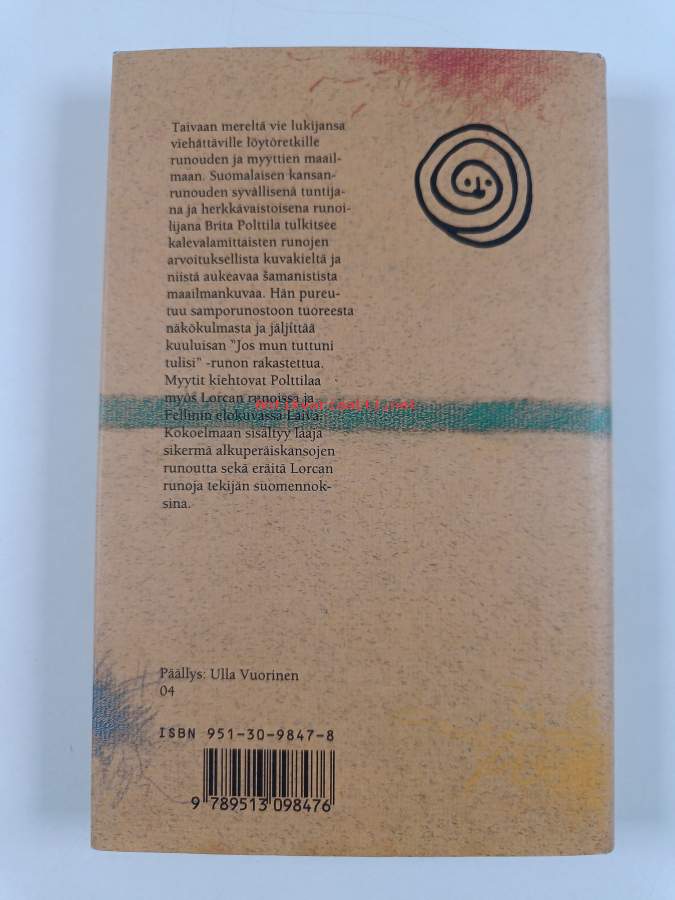 Taivaan mereltä vie lukijansa
viehättäville löytöretkille
runouden ja myyttien maail-
maan. Suomalaisen kansan-
runouden syvällisenä tuntija-
na ja herkkävaistoisena runoi-
lijana Brita Polttila tulkitsee
kalevalamittaisten runojen
arvoituksellista kuvakieltä ja
niistä aukeavaa šamanistista
maailmankuvaa. Hän pureu-
tuu samporunostoon tuoreesta
näkökulmasta ja jäljittää
kuuluisan ”Jos mun tuttuni
tulisi” -runon rakastettua.
Myytit kiehtovat Polttilaa
myös Lorcan runoissa ja
Antikvariaatti.net
Fellinin elokuvassa Laiva.
Kokoelmaan sisältyy laaja
sikermä alkuperäiskansojen
runoutta sekä eräitä Lorcan
runoja tekijän suomennok-
sina.
Päällys: Ulla Vuorinen
04
ISBN 951-30-9847-8
9 789513 098476